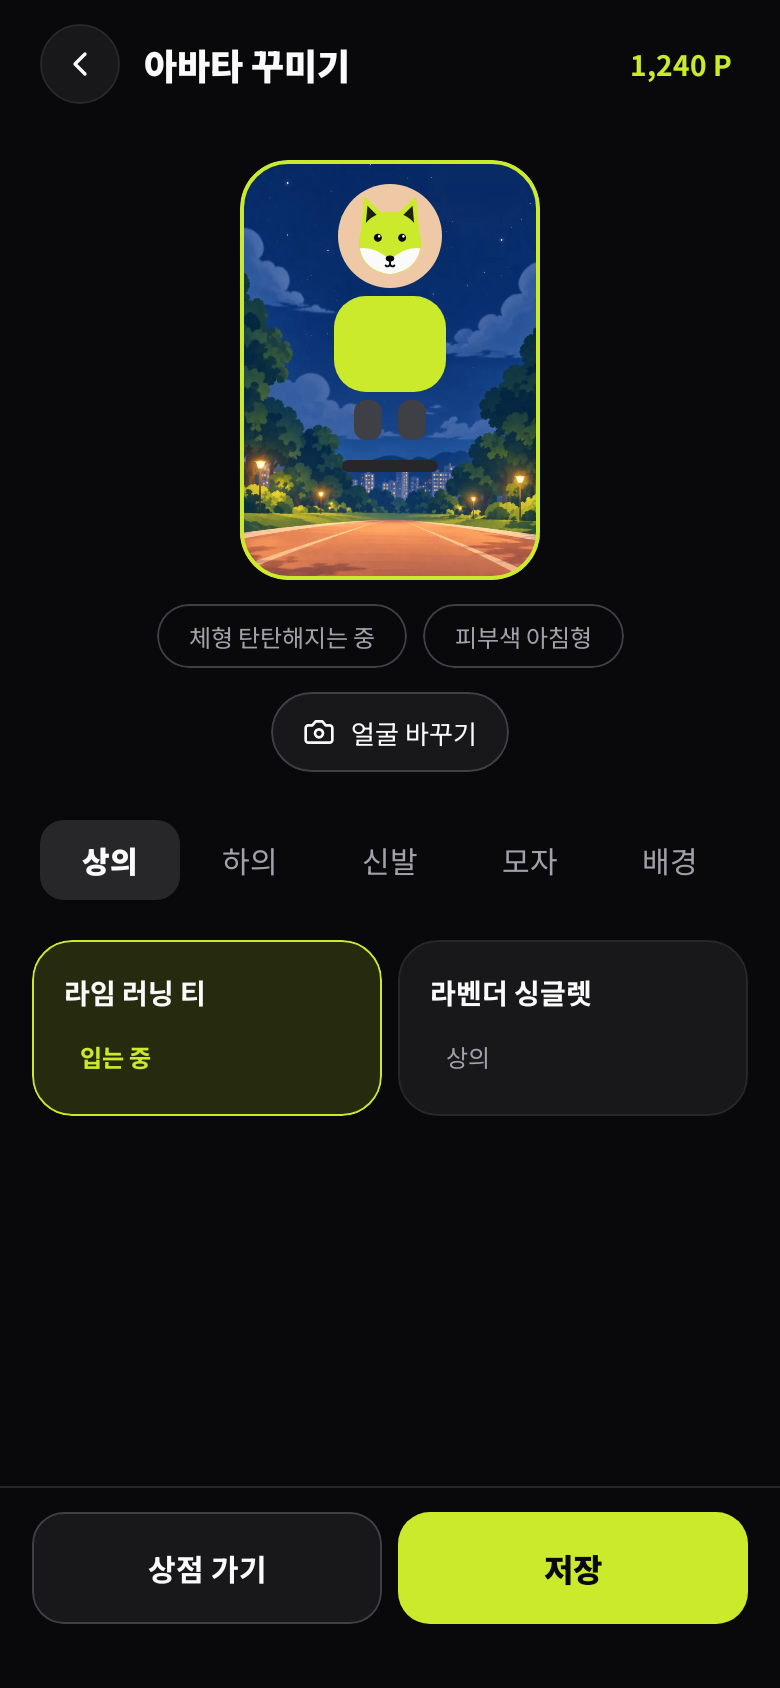 아바타 꾸미기
1,240 P
체형 탄탄해지는 중
피부색 아침형
얼굴 바꾸기
상의
하의
신발
모자
배경
라임 러닝 티
입는 중
라벤더 싱글렛
상의
상점 가기
저장